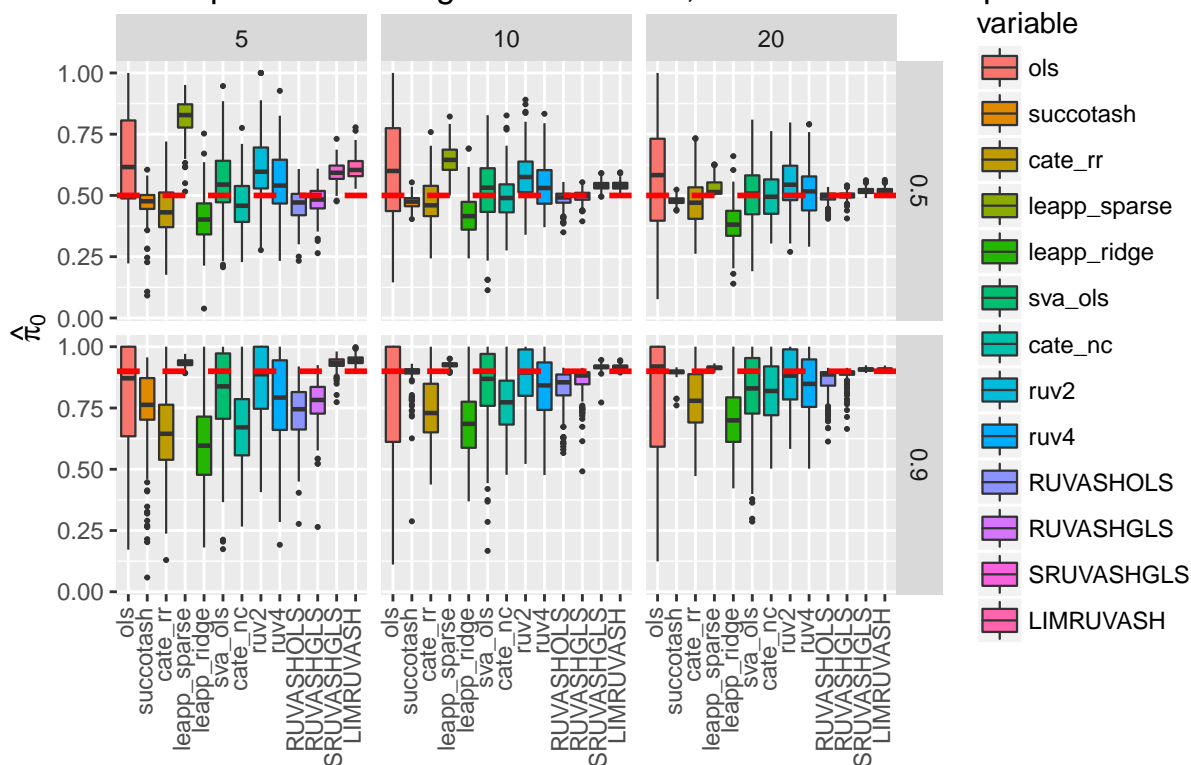 variable
5 10 20
1.00
0.75
0.50
0.25
0.00
0.5
1.00
0.75
0.50
0.25
0.00
0.9
π̂0
ols
succotash
cate_rr
leapp_sparse
leapp_ridge
sva_ols
cate_nc
ruv2
ruv4
RUVASHOLS
RUVASHGLS
SRUVASHGLS
LIMRUVASH
ols
succotash
cate_rr
leapp_sparse
leapp_ridge
sva_ols
cate_nc
ruv2
ruv4
RUVASHOLS
RUVASHGLS
SRUVASHGLS
LIMRUVASH
ols
succotash
cate_rr
leapp_sparse
leapp_ridge
sva_ols
cate_nc
ruv2
ruv4
RUVASHOLS
RUVASHGLS
SRUVASHGLS
LIMRUVASH
ols
succotash
cate_rr
leapp_sparse
leapp_ridge
sva_ols
cate_nc
ruv2
ruv4
RUVASHOLS
RUVASHGLS
SRUVASHGLS
LIMRUVASH